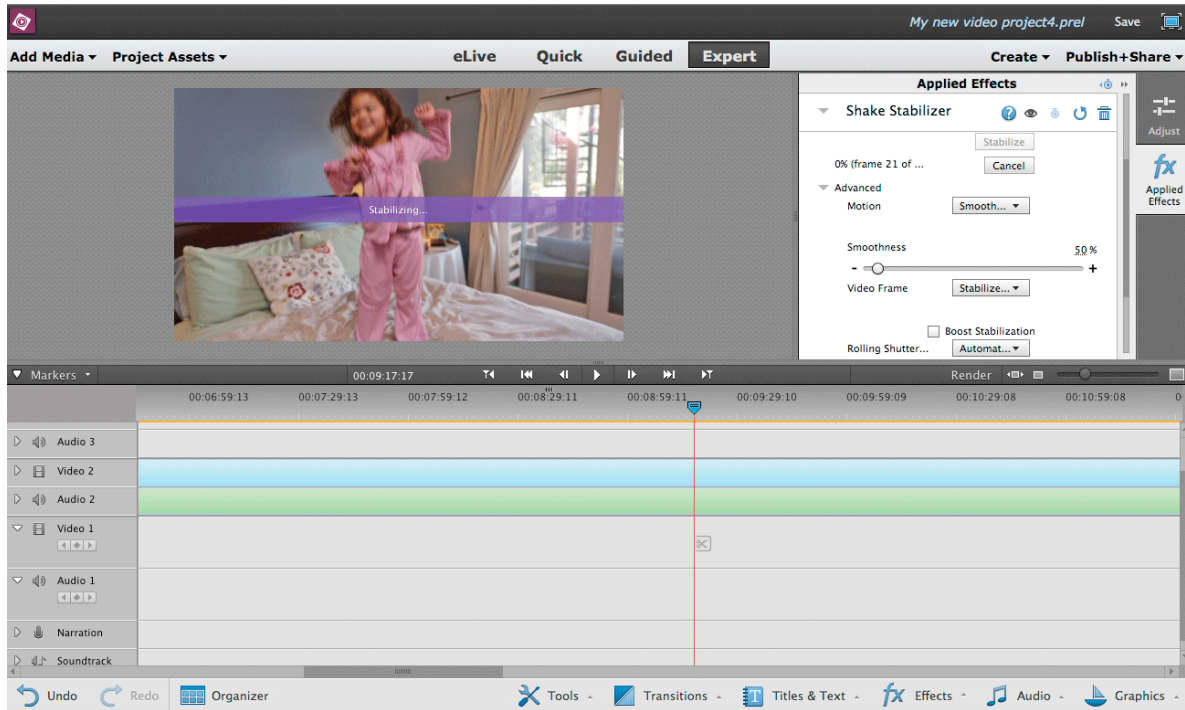 My new video project4.prel Save
Add Media Project Assets eLive Quick Guided Expert Create Publish+Share
Applied Effects
Shake Stabilizer
Adjust
Stabilize
0% (frame 21 of ... Cancel
fx
Applied
Effects
Advanced
Motion Smooth...
Stabilizing...
Smoothness 50 %
- +
Video Frame Stabilize...
Boost Stabilization
Rolling Shutter... Automat...
Markers 00:09:17:17 Render
00:06:59:13 00:07:29:13 00:07:59:12 00:08:29:11 00:08:59:11 00:09:29:10 00:09:59:09 00:10:29:08 00:10:59:08 0
Audio 3
Video 2
Audio 2
Video 1
Audio 1
Narration
Soundtrack
Undo Redo Organizer Tools Transitions T Titles & Text fx Effects Audio Graphics